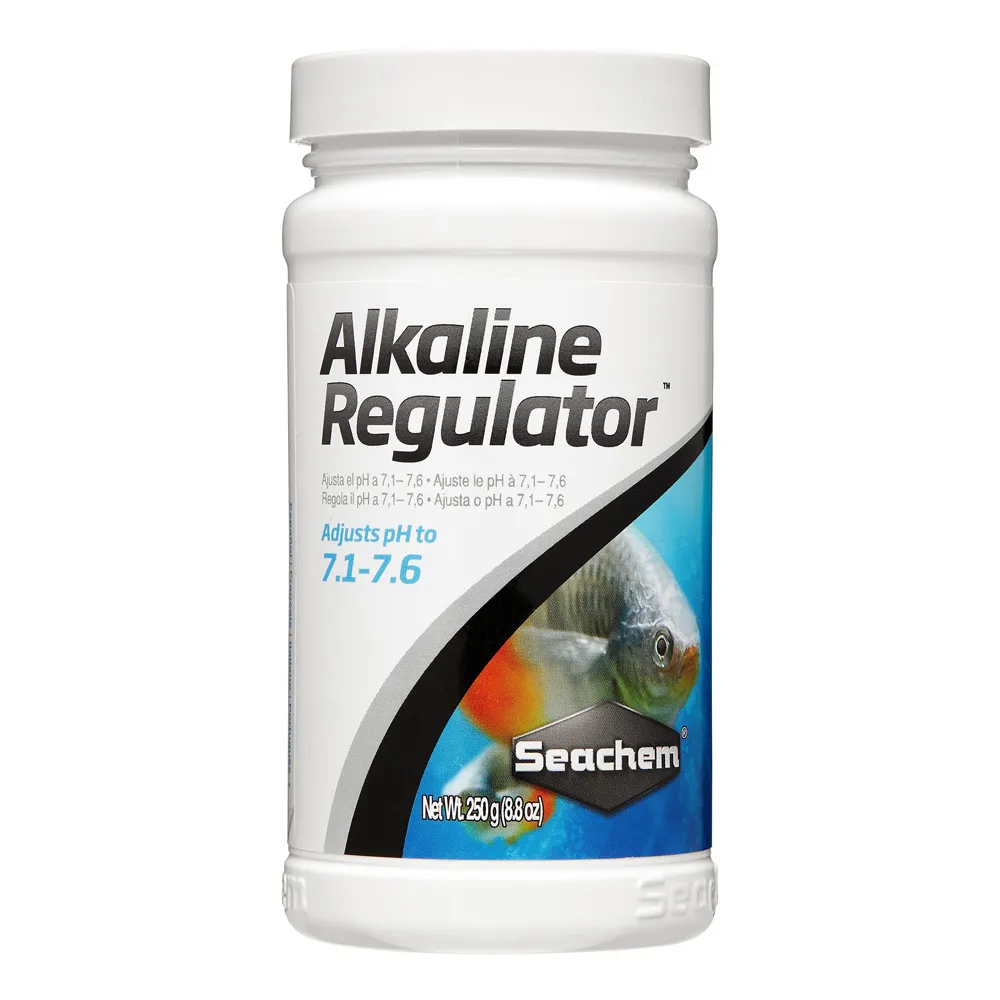 Alkaline
Regulator™
Ajusta el pH a 7,1– 7,6 • Ajuste le pH à 7,1– 7,6
Regola il pH a 7,1– 7,6 • Ajusta o pH a 7,1– 7,6
Adjusts pH to
7.1-7.6
Seachem®
Net Wt. 250 g (8.8 oz)